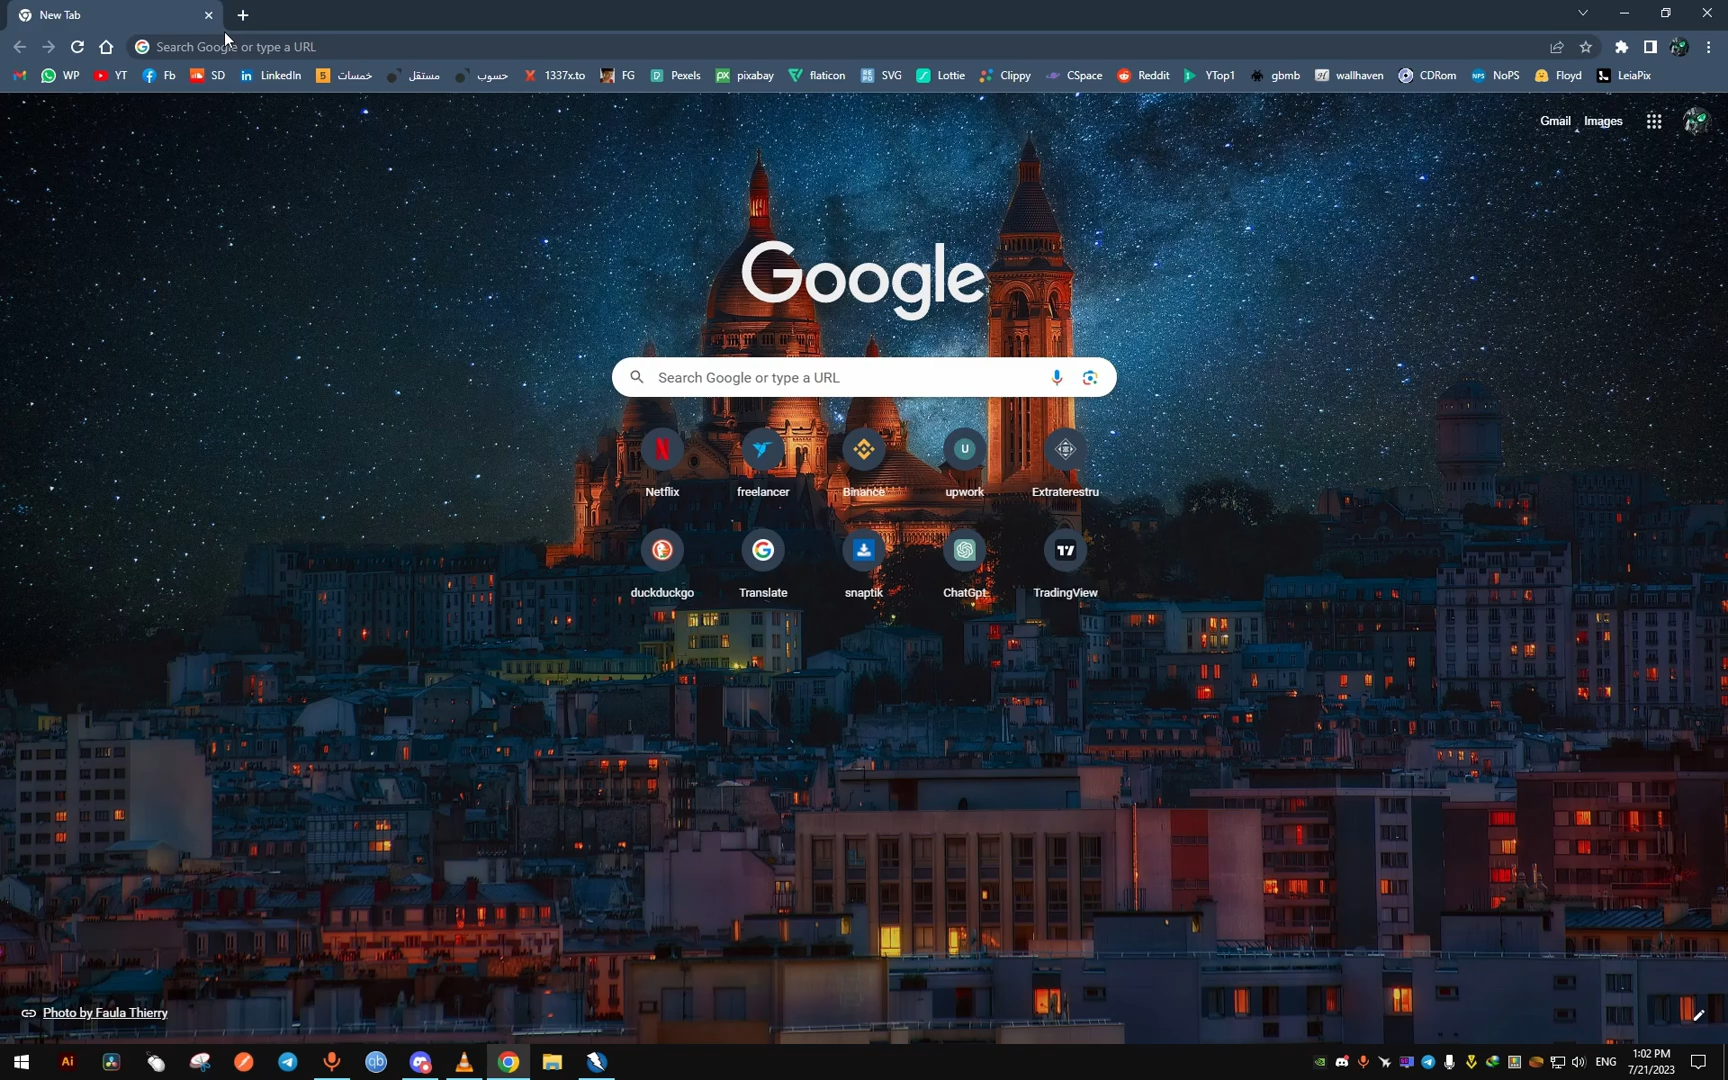 New Tab
Search Google or type a URL
WP YT Fb SD LinkedIn خمسات مستقل حسوب 1337x.to FG Pexels pixabay flaticon SVG Lottie Clippy CSpace Reddit YTop1 gbmb wallhaven CDRom NoPS Floyd LeiaPix
Gmail Images
Google
Search Google or type a URL
Netflix freelancer Binance upwork Extraterestru
duckduckgo Translate snaptik ChatGpt TradingView
Photo by Faula Thierry
ENG
1:02 PM
7/21/2023